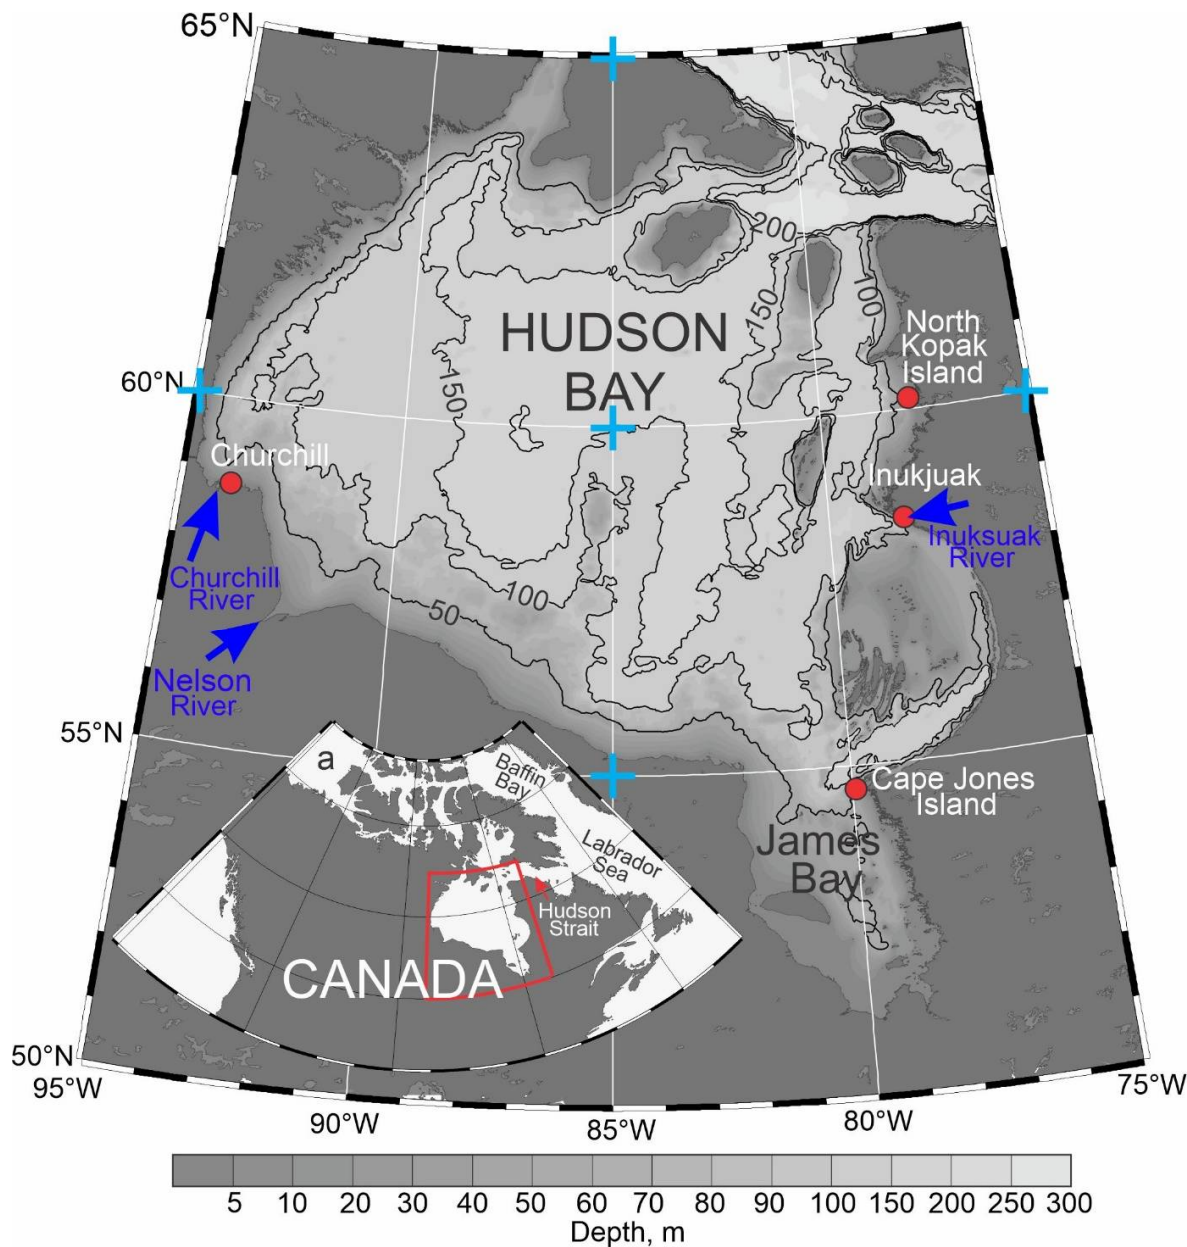 65°N
200
150
100
HUDSON
BAY
North
Kopak
Island
60°N
150
Churchill
Inukjuak
Inuksuak
River
Churchill
River
100
50
Nelson
River
55°N
a
Baffin
Bay
Cape Jones
Island
James
Bay
Labrador
Sea
Hudson
Strait
CANADA
50°N
95°W
90°W
85°W
80°W
75°W
5 10 20 30 40 50 60 70 80 90 100 150 200 250 300
Depth, m